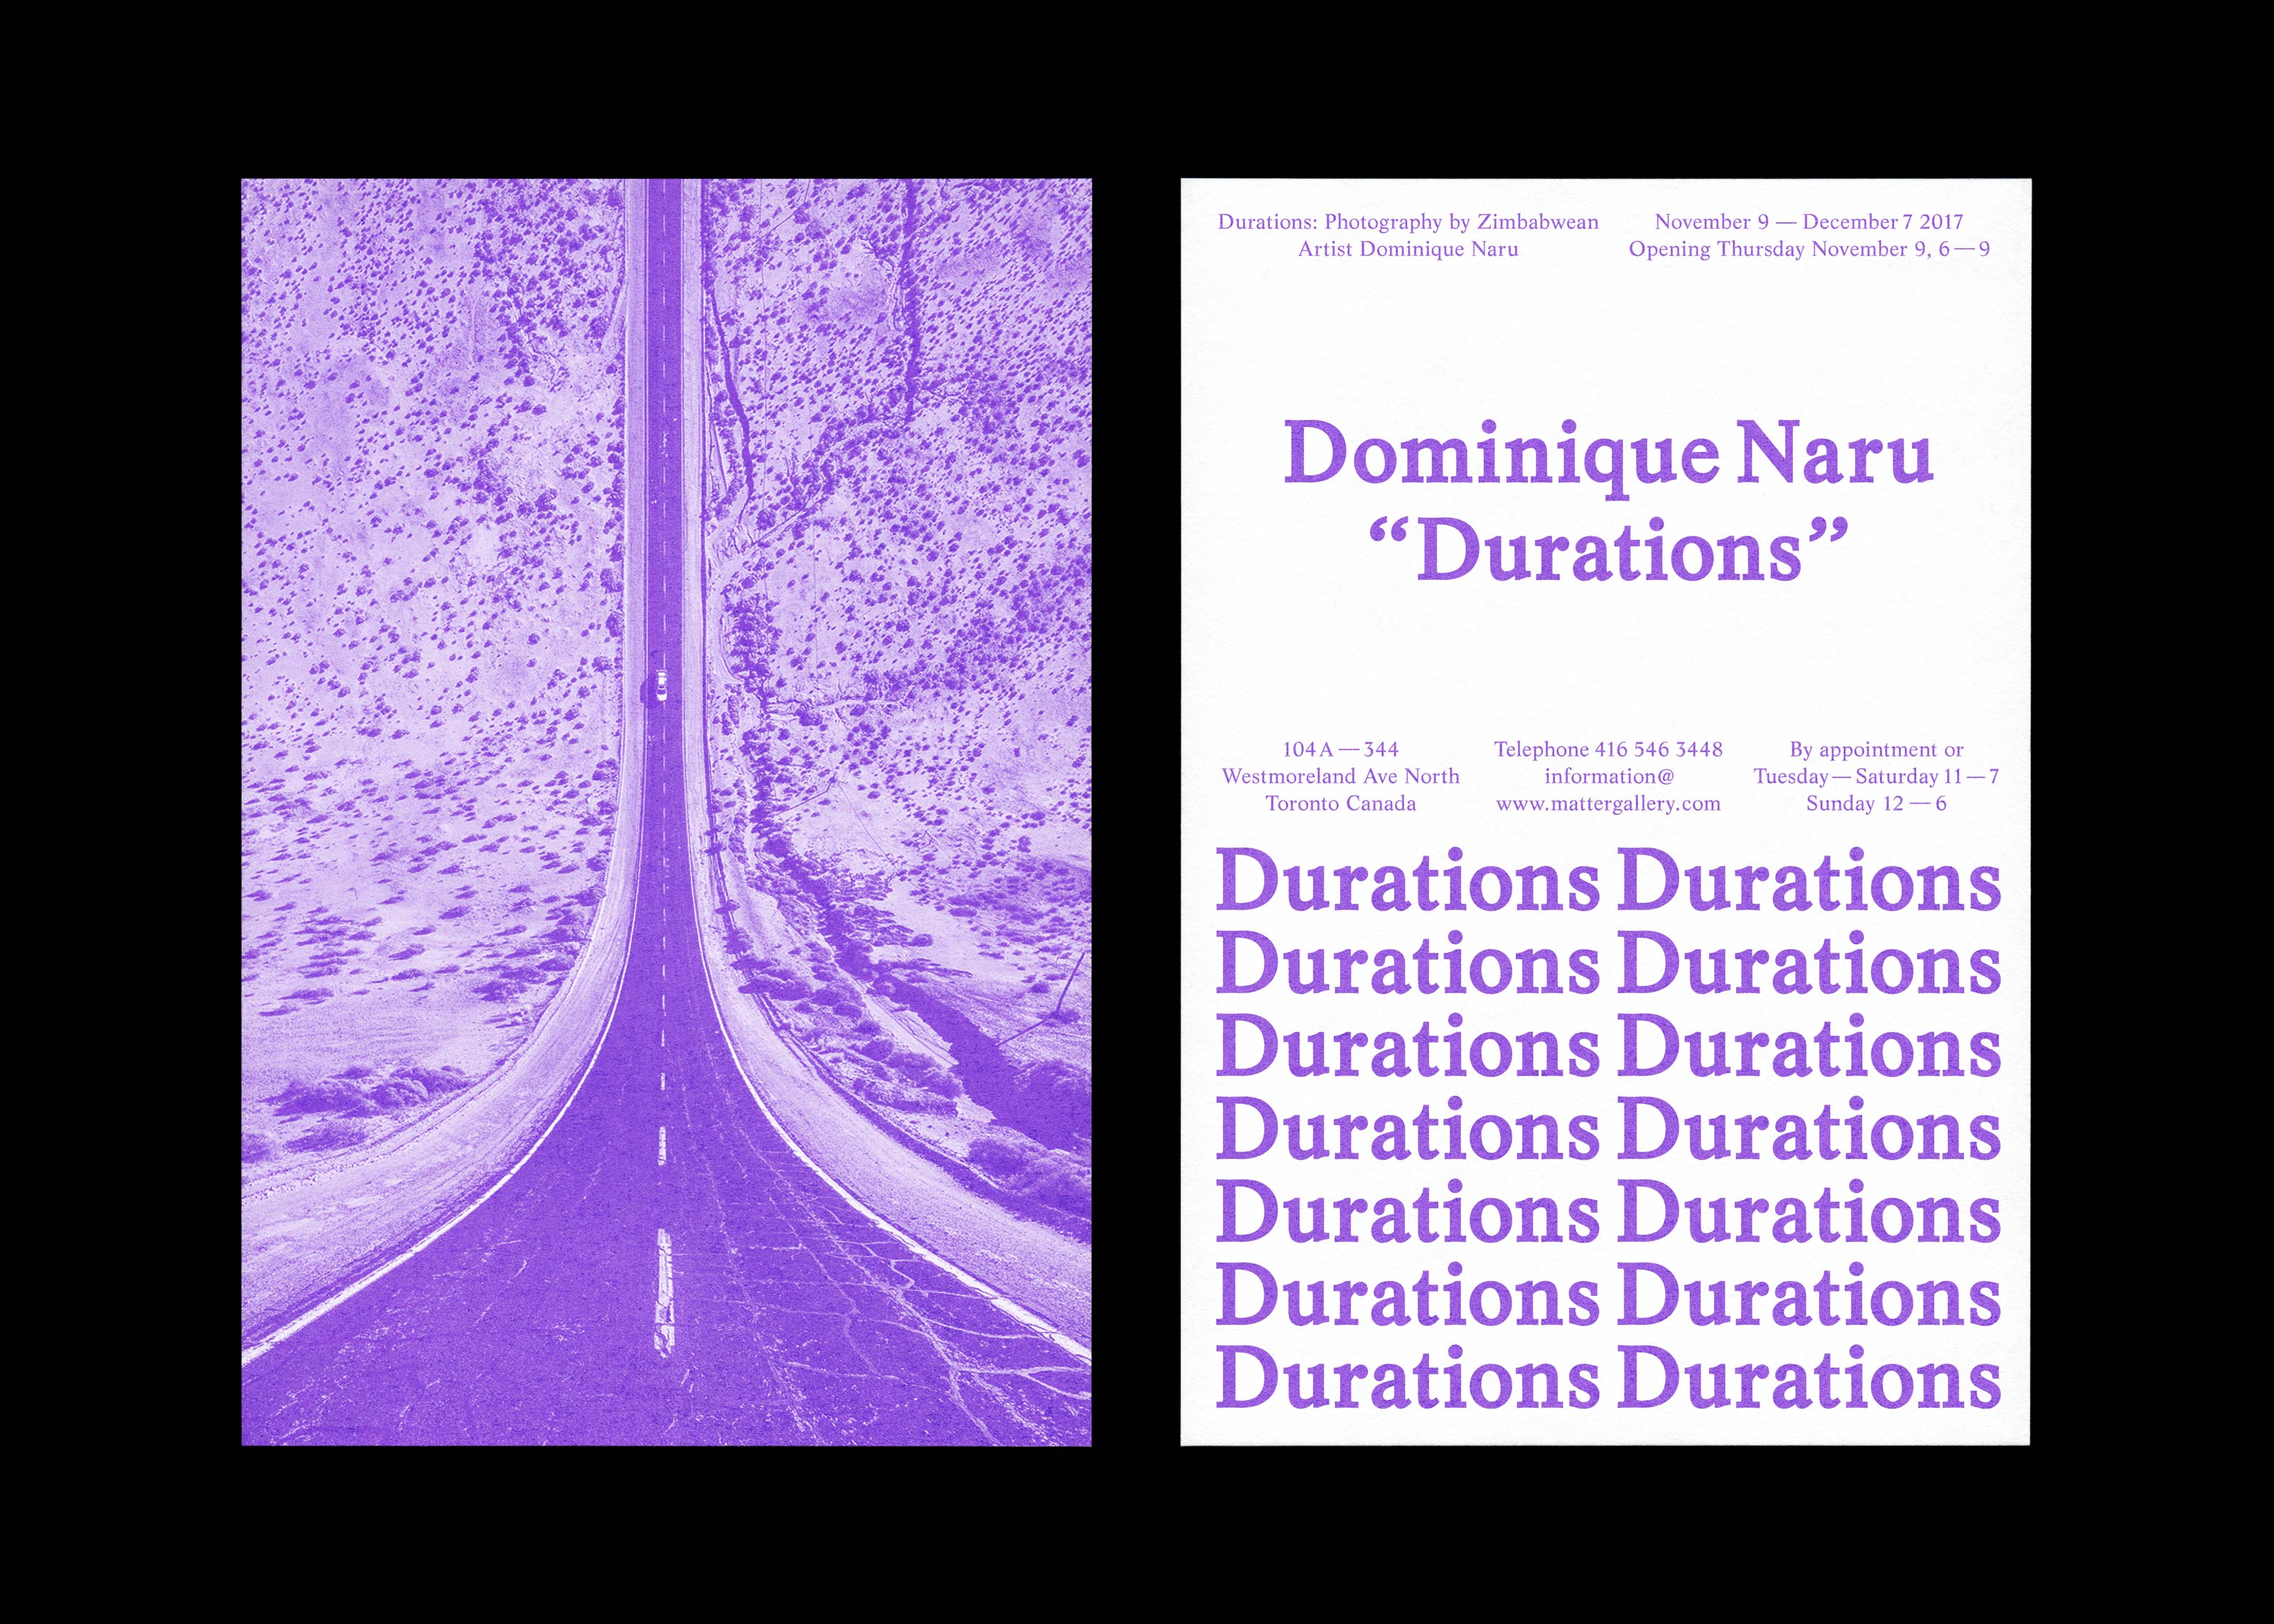 Durations: Photography by Zimbabwean
Artist Dominique Naru
November 9 — December 7 2017
Opening Thursday November 9, 6 — 9
Dominique Naru
“Durations”
104 A — 344
Westmoreland Ave North
Toronto Canada
Telephone 416 546 3448
information@
www.mattergallery.com
By appointment or
Tuesday — Saturday 11 — 7
Sunday 12 — 6
Durations Durations
Durations Durations
Durations Durations
Durations Durations
Durations Durations
Durations Durations
Durations Durations